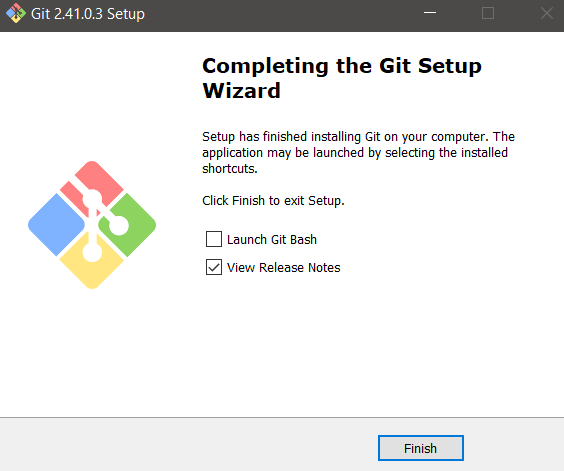 Git 2.41.0.3 Setup
Completing the Git Setup
Wizard
Setup has finished installing Git on your computer. The
application may be launched by selecting the installed
shortcuts.
Click Finish to exit Setup.
Launch Git Bash
View Release Notes
Finish